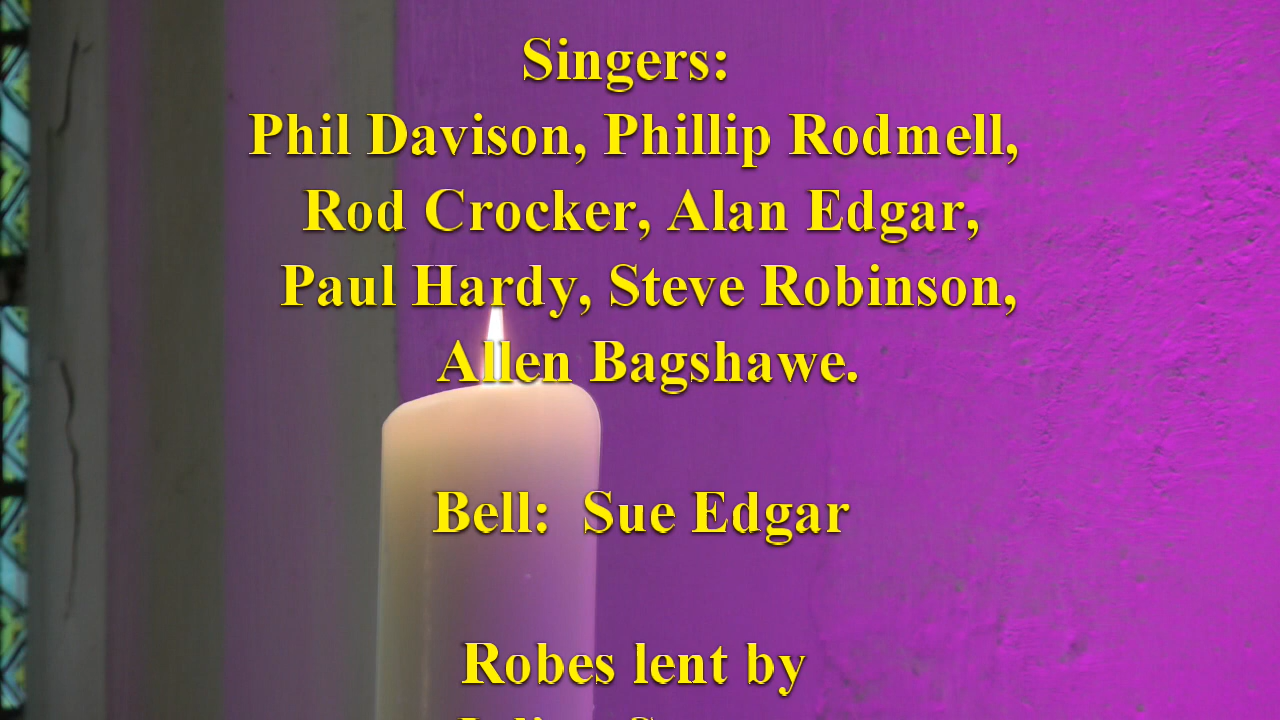 Singers:
Phil Davison, Phillip Rodmell,
Rod Crocker, Alan Edgar,
Paul Hardy, Steve Robinson,
Allen Bagshawe.
Bell: Sue Edgar
Robes lent by